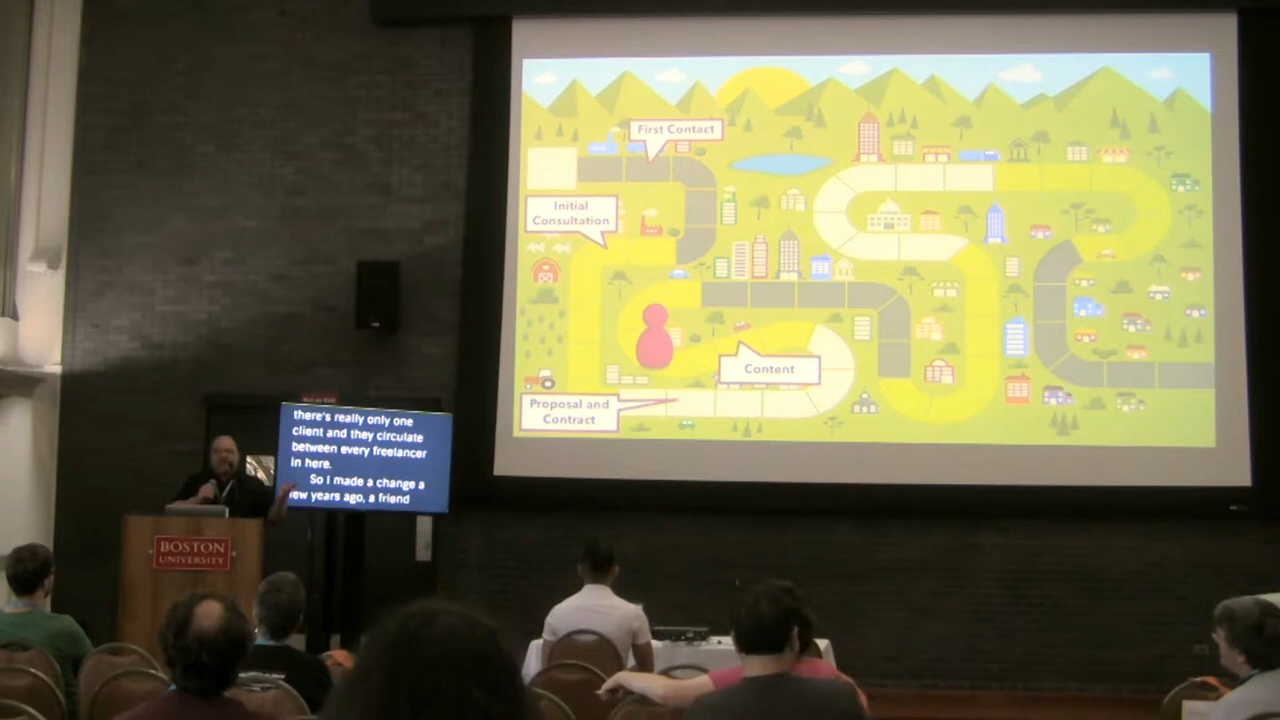 First Contact
Initial
Consultation
Content
Proposal and
Contract
there's really only one
client and they circulate
between every freelancer
in here.
So I made a change a
few years ago, a friend
BOSTON
UNIVERSITY